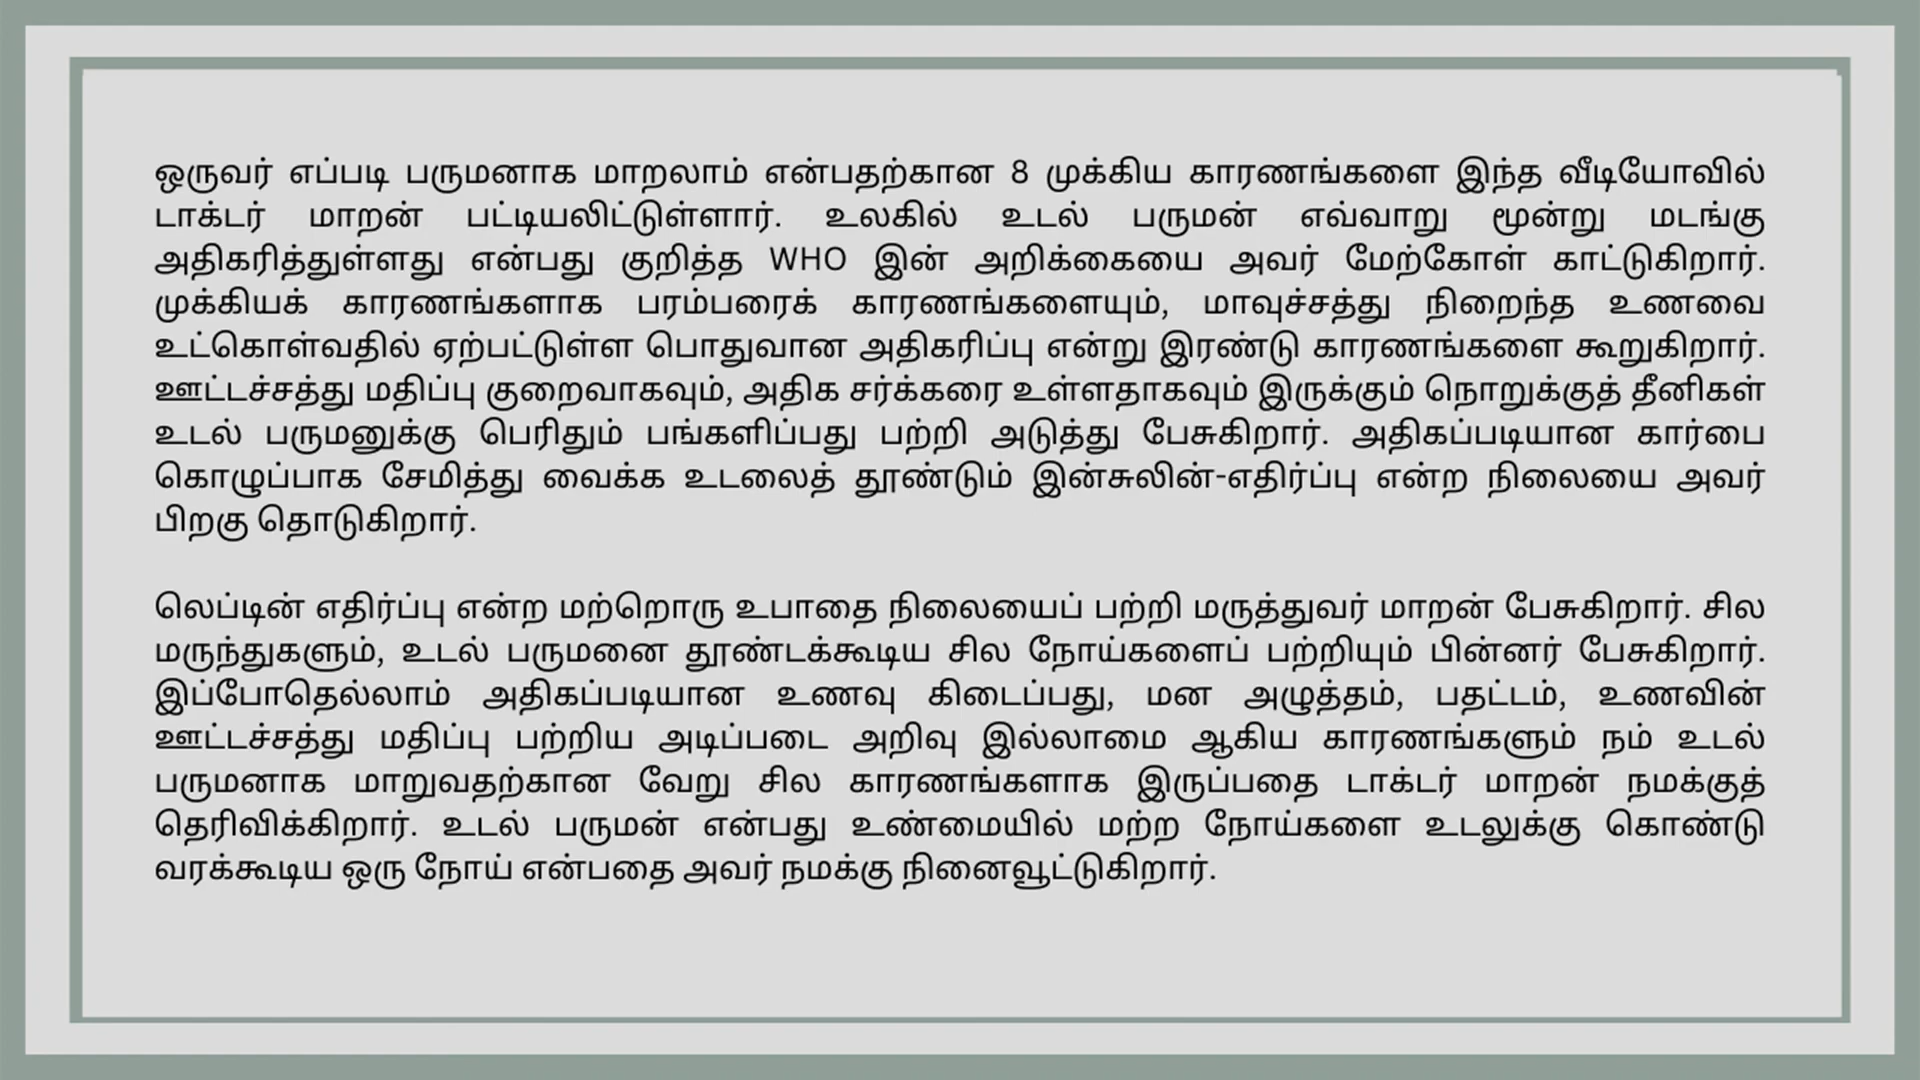 ஒருவர் எப்படி பருமனாக மாறலாம் என்பதற்கான 8 முக்கிய காரணங்களை இந்த வீடியோவில்
டாக்டர் மாறன் பட்டியலிட்டுள்ளார். உலகில் உடல் பருமன் எவ்வாறு மூன்று மடங்கு
அதிகரித்துள்ளது என்பது குறித்த WHO இன் அறிக்கையை அவர் மேற்கோள் காட்டுகிறார்.
முக்கியக் காரணங்களாக பரம்பரைக் காரணங்களையும், மாவுச்சத்து நிறைந்த உணவை
உட்கொள்வதில் ஏற்பட்டுள்ள பொதுவான அதிகரிப்பு என்று இரண்டு காரணங்களை கூறுகிறார்.
ஊட்டச்சத்து மதிப்பு குறைவாகவும், அதிக சர்க்கரை உள்ளதாகவும் இருக்கும் நொறுக்குத் தீனிகள்
உடல் பருமனுக்கு பெரிதும் பங்களிப்பது பற்றி அடுத்து பேசுகிறார். அதிகப்படியான கார்பை
கொழுப்பாக சேமித்து வைக்க உடலைத் தூண்டும் இன்சுலின்-எதிர்ப்பு என்ற நிலையை அவர்
பிறகு தொடுகிறார்.
லெப்டின் எதிர்ப்பு என்ற மற்றொரு உபாதை நிலையைப் பற்றி மருத்துவர் மாறன் பேசுகிறார். சில
மருந்துகளும், உடல் பருமனை தூண்டக்கூடிய சில நோய்களைப் பற்றியும் பின்னர் பேசுகிறார்.
இப்போதெல்லாம் அதிகப்படியான உணவு கிடைப்பது, மன அழுத்தம், பதட்டம், உணவின்
ஊட்டச்சத்து மதிப்பு பற்றிய அடிப்படை அறிவு இல்லாமை ஆகிய காரணங்களும் நம் உடல்
பருமனாக மாறுவதற்கான வேறு சில காரணங்களாக இருப்பதை டாக்டர் மாறன் நமக்குத்
தெரிவிக்கிறார். உடல் பருமன் என்பது உண்மையில் மற்ற நோய்களை உடலுக்கு கொண்டு
வரக்கூடிய ஒரு நோய் என்பதை அவர் நமக்கு நினைவூட்டுகிறார்.